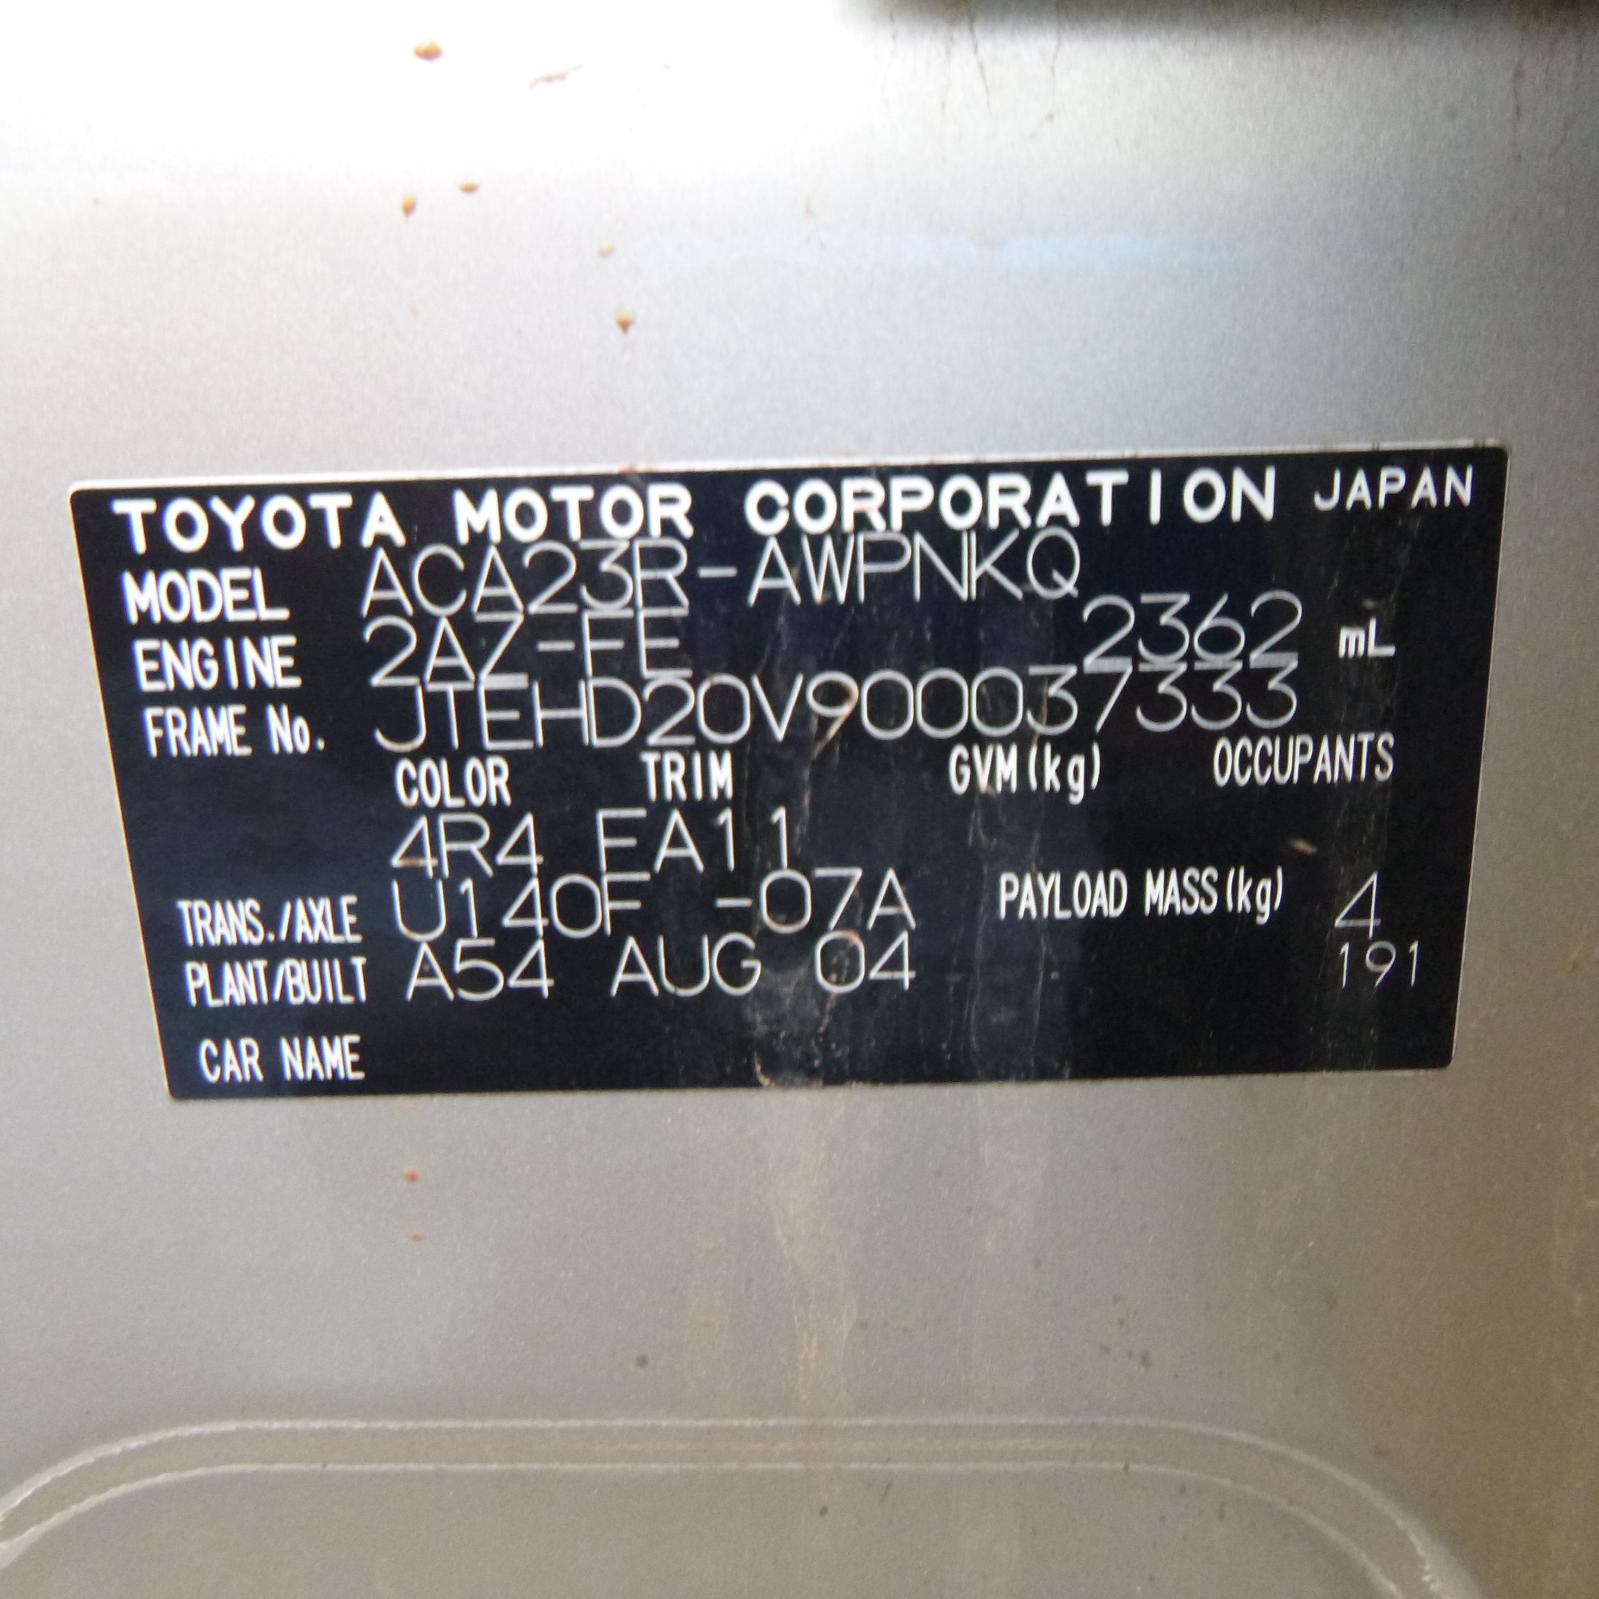 TOYOTA MOTOR CORPORATION JAPAN
MODEL ACA23R-AWPNKQ
ENGINE 2AZ-FE 2362 mL
FRAME No. JTEHD20V900037333
COLOR TRIM GVM(kg) OCCUPANTS
4R4 FA11
TRANS./AXLE U140F -07A PAYLOAD MASS(kg) 4
PLANT/BUILT A54 AUG 04 191
CAR NAME